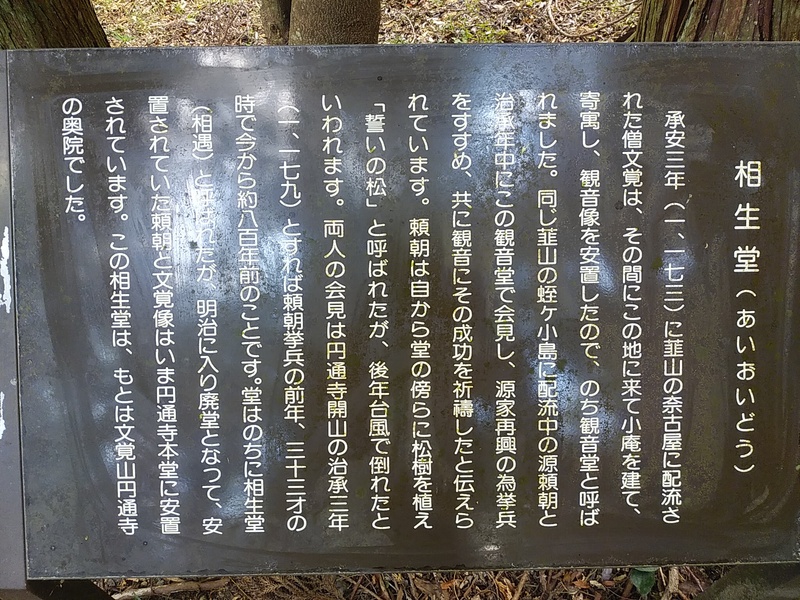 相生堂（あいおいどう）
承安三年（一、一七三）に韮山の奈古屋に配流さ
れた僧文覚は、その間にこの地に来て小庵を建て、
寄寓し、観音像を安置したので、のち観音堂と呼ば
れました。同じ韮山の蛭ヶ小島に配流中の源頼朝と
治承年中にこの観音堂で会見し、源家再興の為挙兵
をすすめ、共に観音にその成功を祈禱したと伝えら
れています。頼朝は自から堂の傍らに松樹を植え
「誓いの松」と呼ばれたが、後年台風で倒れたと
いわれます。両人の会見は円通寺開山の治承三年
（一、一七九）とすれば頼朝挙兵の前年、三十三才の
時で今から約八百年前のことです。堂はのちに相生堂
（相遇）と呼ばれたが、明治に入り廃堂となって、安
置されていた頼朝と文覚像はいま円通寺本堂に安置
されています。この相生堂は、もとは文覚山円通寺
の奥院でした。